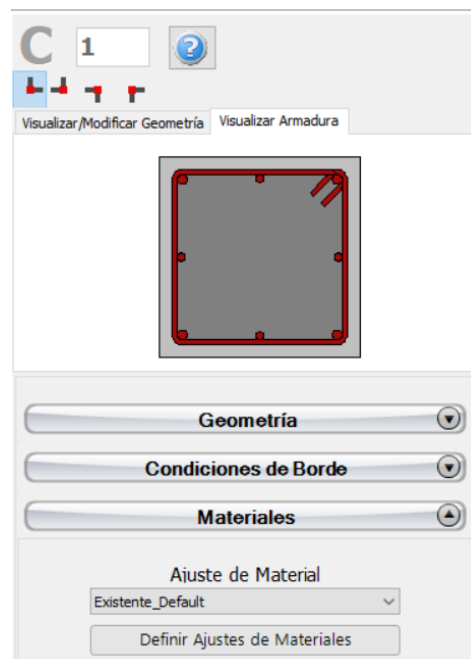 C 1
Visualizar/Modificar Geometría Visualizar Armadura
Geometría
Condiciones de Borde
Materiales
Ajuste de Material
Existente_Default
Definir Ajustes de Materiales